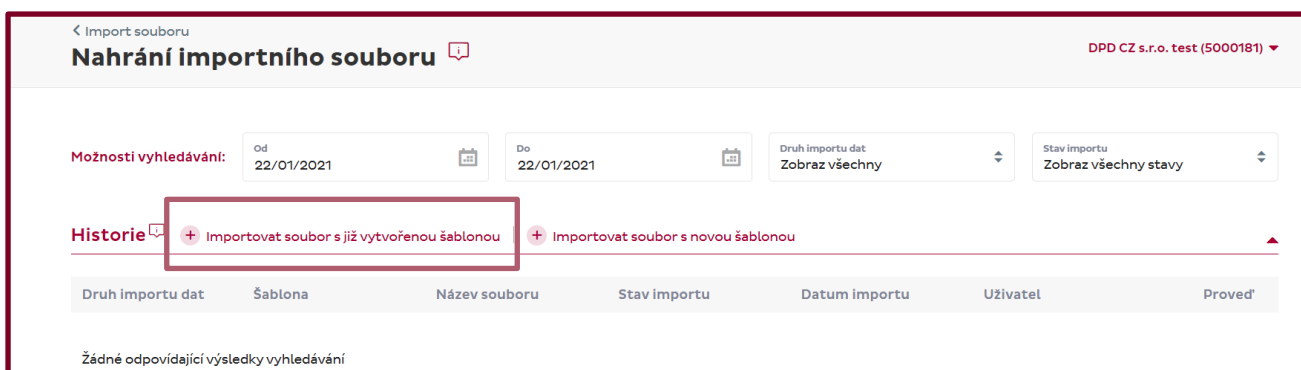 Import souboru
Nahrání importního souboru
DPD CZ s.r.o. test (5000181)
Možnosti vyhledávání:
Od
22/01/2021
Do
22/01/2021
Druh importu dat
Zobraz všechny
Stav importu
Zobraz všechny stavy
Historie + Importovat soubor s již vytvořenou šablonou + Importovat soubor s novou šablonou
Druh importu dat Šablona Název souboru Stav importu Datum importu Uživatel Proveď
Žádné odpovídající výsledky vyhledávání